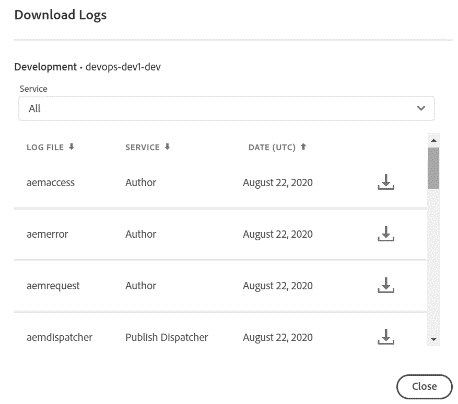 Download Logs
Development • devops-dev1-dev
Service
All
LOG FILE ⬇ SERVICE ⬇ DATE (UTC) ⬆
aemaccess Author August 22, 2020
aemerror Author August 22, 2020
aemrequest Author August 22, 2020
aemdispatcher Publish Dispatcher August 22, 2020
Close